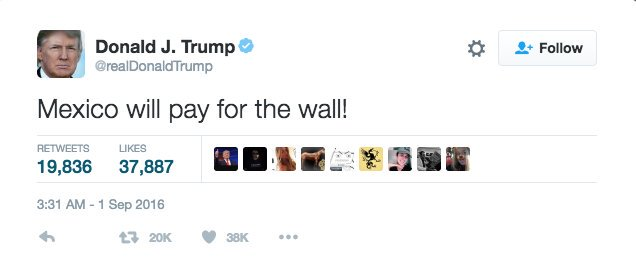 Donald J. Trump
Follow
@realDonaldTrump
Mexico will pay for the wall!
RETWEETS LIKES
19,836 37,887
3:31 AM - 1 Sep 2016
20K 38K